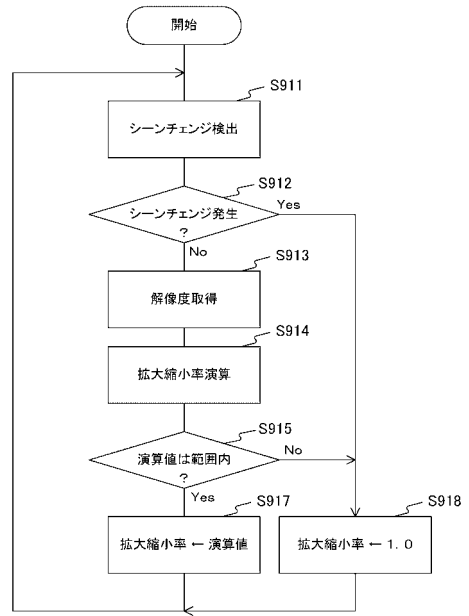 開始
S911
シーンチェンジ検出
S912
シーンチェンジ発生
?
Yes
No
S913
解像度取得
S914
拡大縮小率演算
S915
演算値は範囲内
?
No
Yes
S917
拡大縮小率 ← 演算値
S918
拡大縮小率 ← 1.0